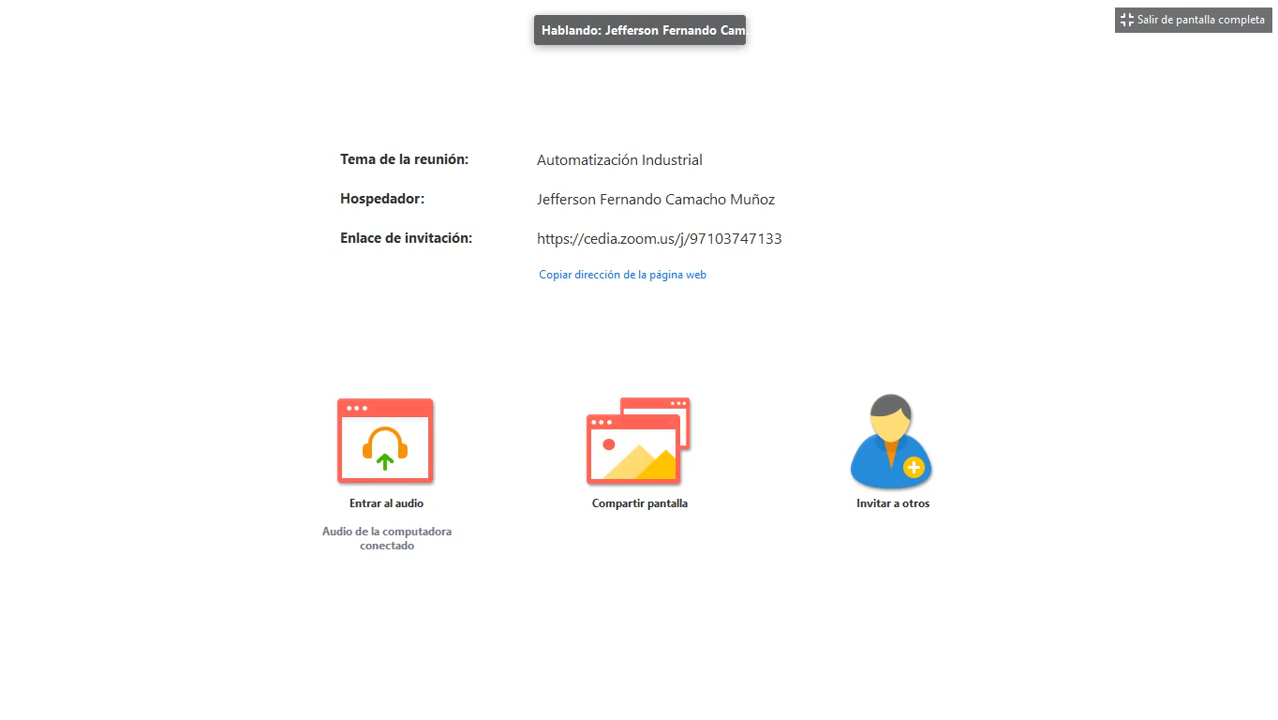 Hablando: Jefferson Fernando Cam
Salir de pantalla completa
Tema de la reunión: Automatización Industrial
Hospedador: Jefferson Fernando Camacho Muñoz
Enlace de invitación: https://cedia.zoom.us/j/97103747133
Copiar dirección de la página web
Entrar al audio
Compartir pantalla
Invitar a otros
Audio de la computadora
conectado